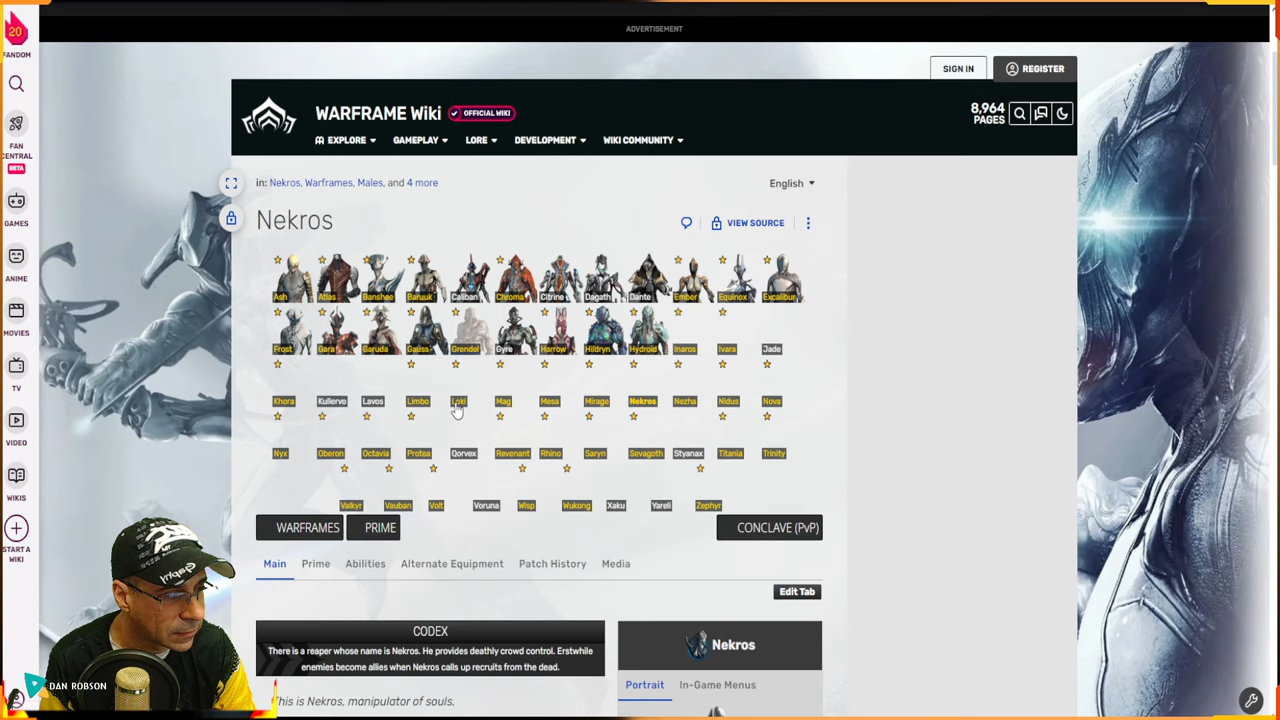 ADVERTISEMENT
20
FANDOM
SIGN IN
REGISTER
WARFRAME Wiki
OFFICIAL WIKI
8,964
PAGES
EXPLORE
GAMEPLAY
LORE
DEVELOPMENT
WIKI COMMUNITY
FAN
CENTRAL
BETA
GAMES
ANIME
MOVIES
TV
VIDEO
WIKIS
START A
WIKI
in: Nekros, Warframes, Males, and 4 more
English
Nekros
VIEW SOURCE
Ash Atlas Banshee Baruuk Caliban Chroma Citrine Dagath Dante Ember Equinox Excalibur
Frost Gara Garuda Gauss Grendel Gyre Harrow Hildryn Hydroid Inaros Ivara Jade
Khora Kullervo Lavos Limbo Loki Mag Mesa Mirage Nekros Nezha Nidus Nova
Nyx Oberon Octavia Protea Qorvex Revenant Rhino Saryn Sevagoth Styanax Titania Trinity
Valkyr Vauban Volt Voruna Wisp Wukong Xaku Yareli Zephyr
WARFRAMES
PRIME
CONCLAVE (PvP)
Main
Prime
Abilities
Alternate Equipment
Patch History
Media
Edit Tab
CODEX
There is a reaper whose name is Nekros. He provides deathly crowd control. Erstwhile
enemies become allies when Nekros calls up recruits from the dead.
This is Nekros, manipulator of souls.
Nekros
Portrait
In-Game Menus
DAN ROBSON